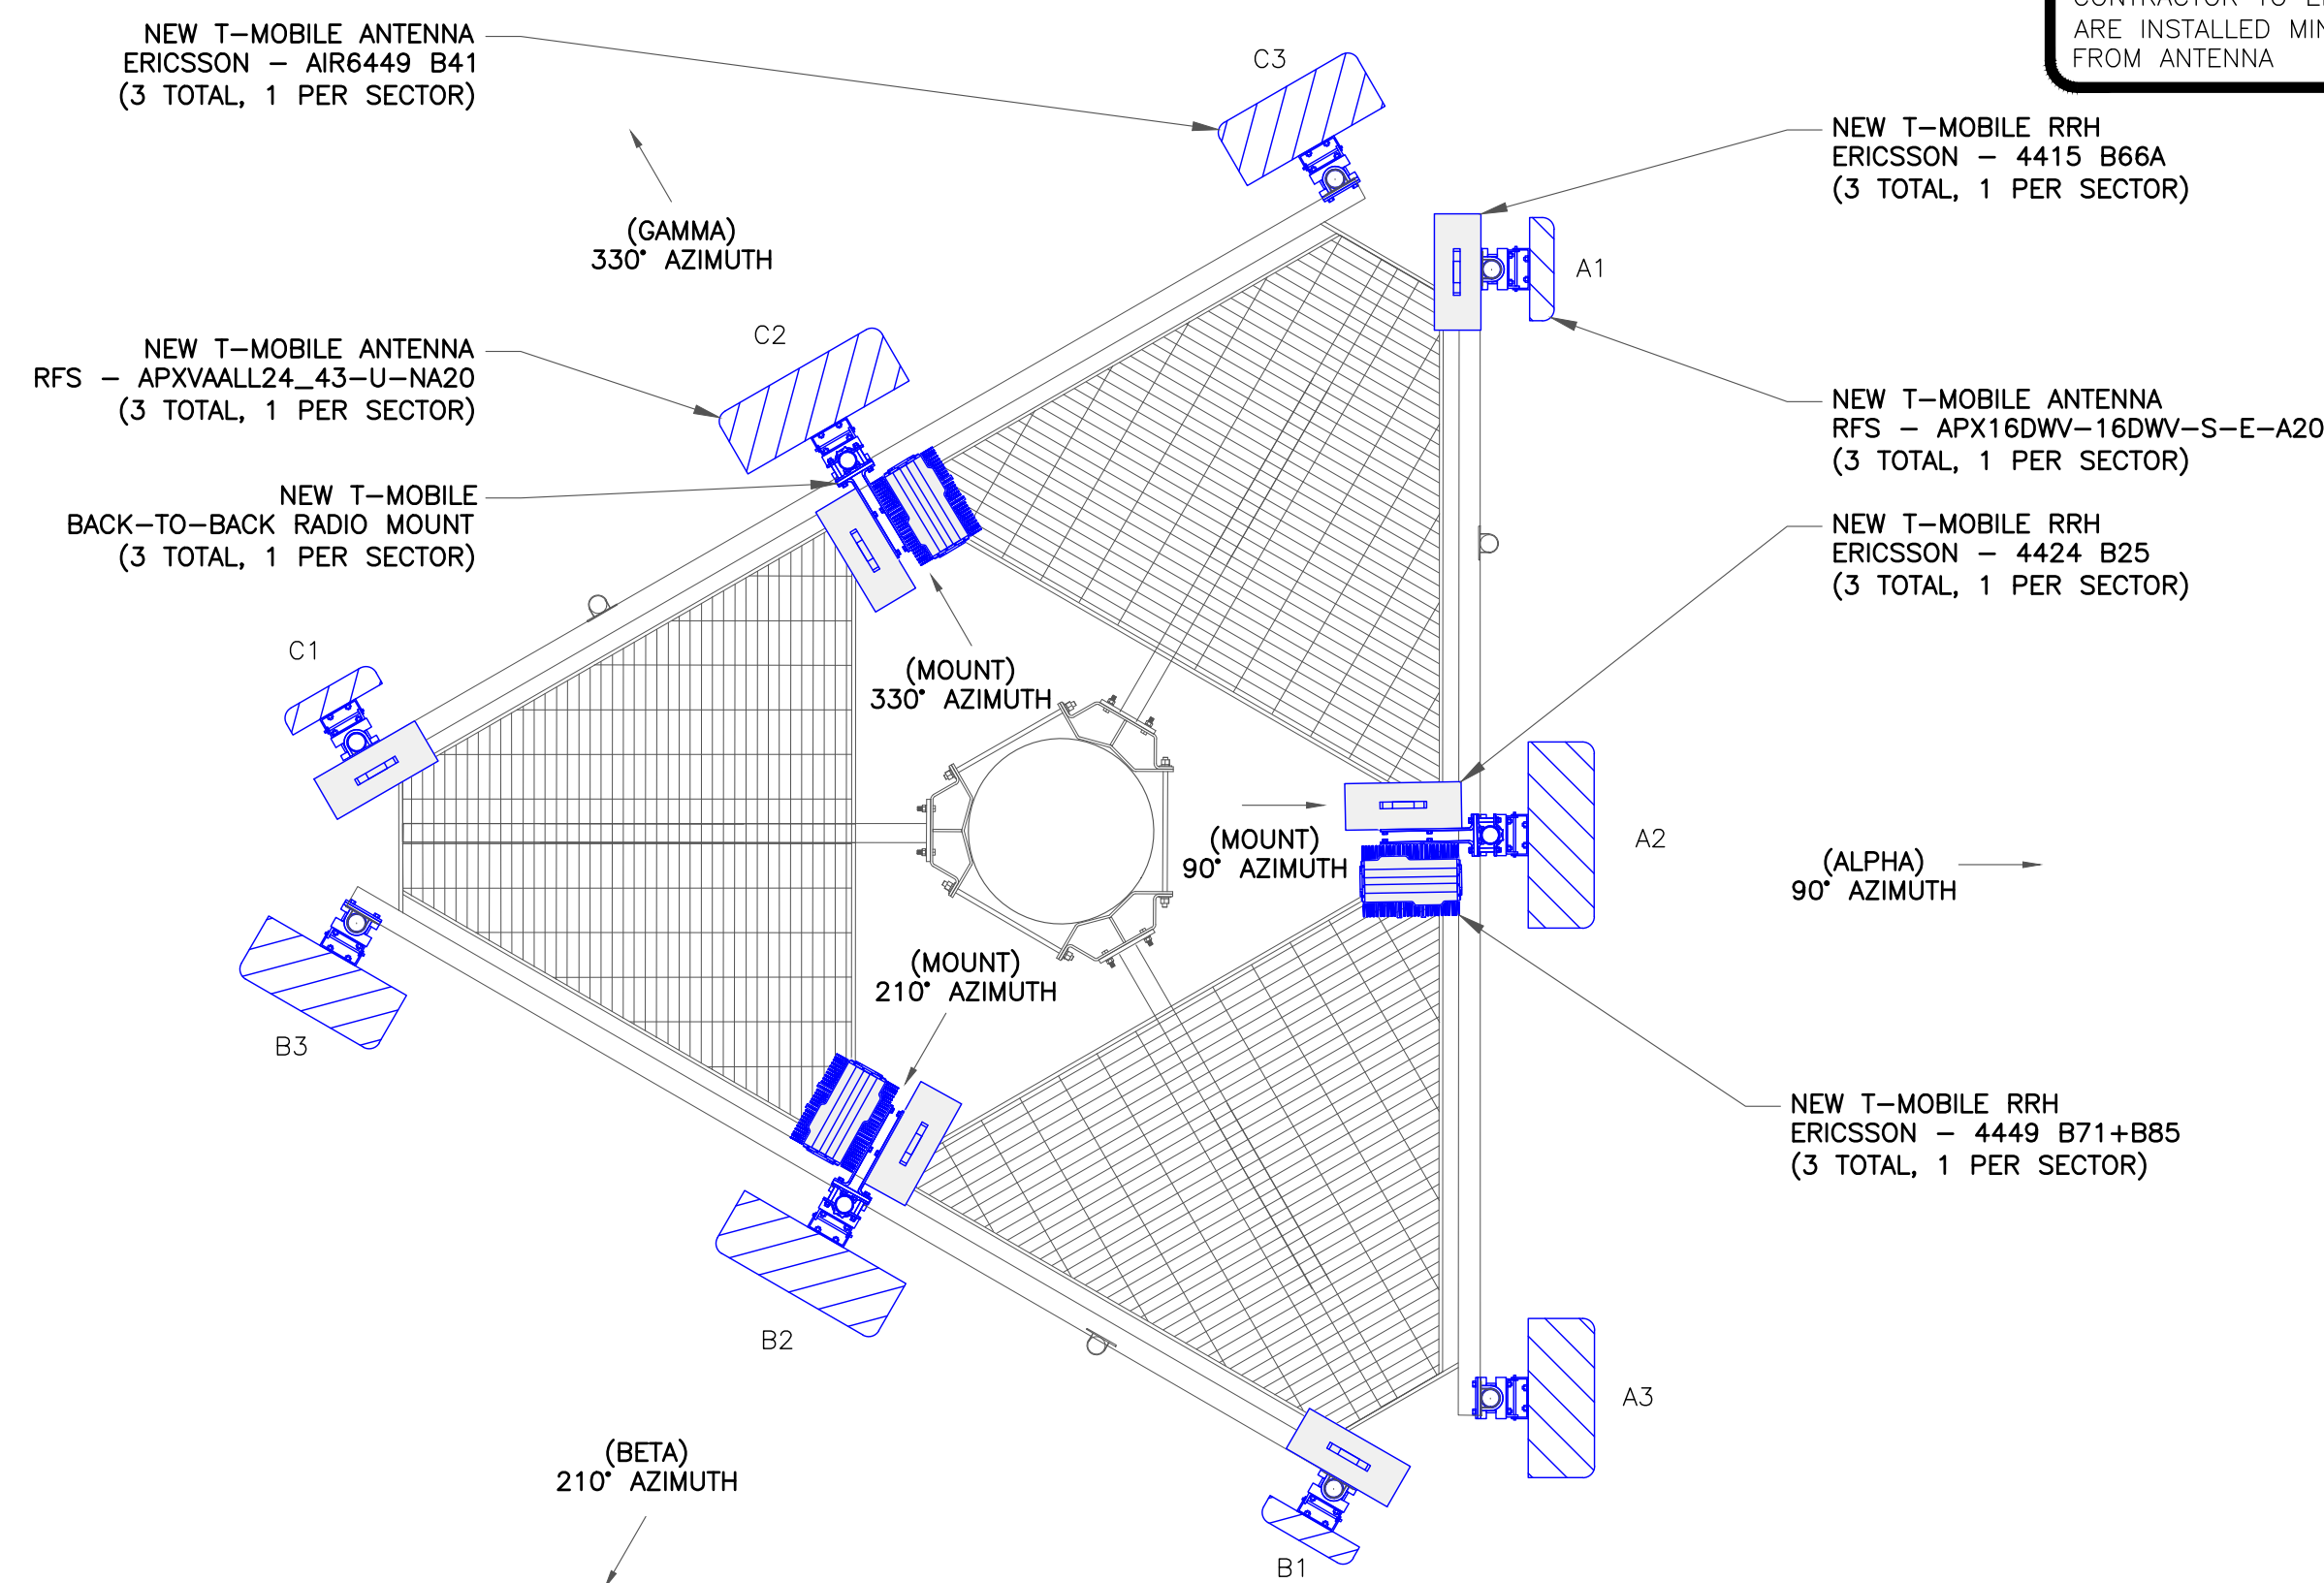 NEW T-MOBILE ANTENNA
ERICSSON - AIR6449 B41
(3 TOTAL, 1 PER SECTOR)
C3
ARE INSTALLED
FROM ANTENNA
NEW T-MOBILE RRH
ERICSSON - 4415 B66A
(3 TOTAL, 1 PER SECTOR)
(GAMMA)
330° AZIMUTH
A1
C2
NEW T-MOBILE ANTENNA
RFS - APXVAALL24_43-U-NA20
(3 TOTAL, 1 PER SECTOR)
NEW T-MOBILE ANTENNA
RFS - APX16DWV-16DWV-S-E-A20
(3 TOTAL, 1 PER SECTOR)
NEW T-MOBILE
BACK-TO-BACK RADIO MOUNT
(3 TOTAL, 1 PER SECTOR)
NEW T-MOBILE RRH
ERICSSON - 4424 B25
(3 TOTAL, 1 PER SECTOR)
C1
(MOUNT)
330° AZIMUTH
(MOUNT)
90° AZIMUTH
A2
(ALPHA)
90° AZIMUTH
(MOUNT)
210° AZIMUTH
B3
NEW T-MOBILE RRH
ERICSSON - 4449 B71+B85
(3 TOTAL, 1 PER SECTOR)
B2
A3
(BETA)
210° AZIMUTH
B1